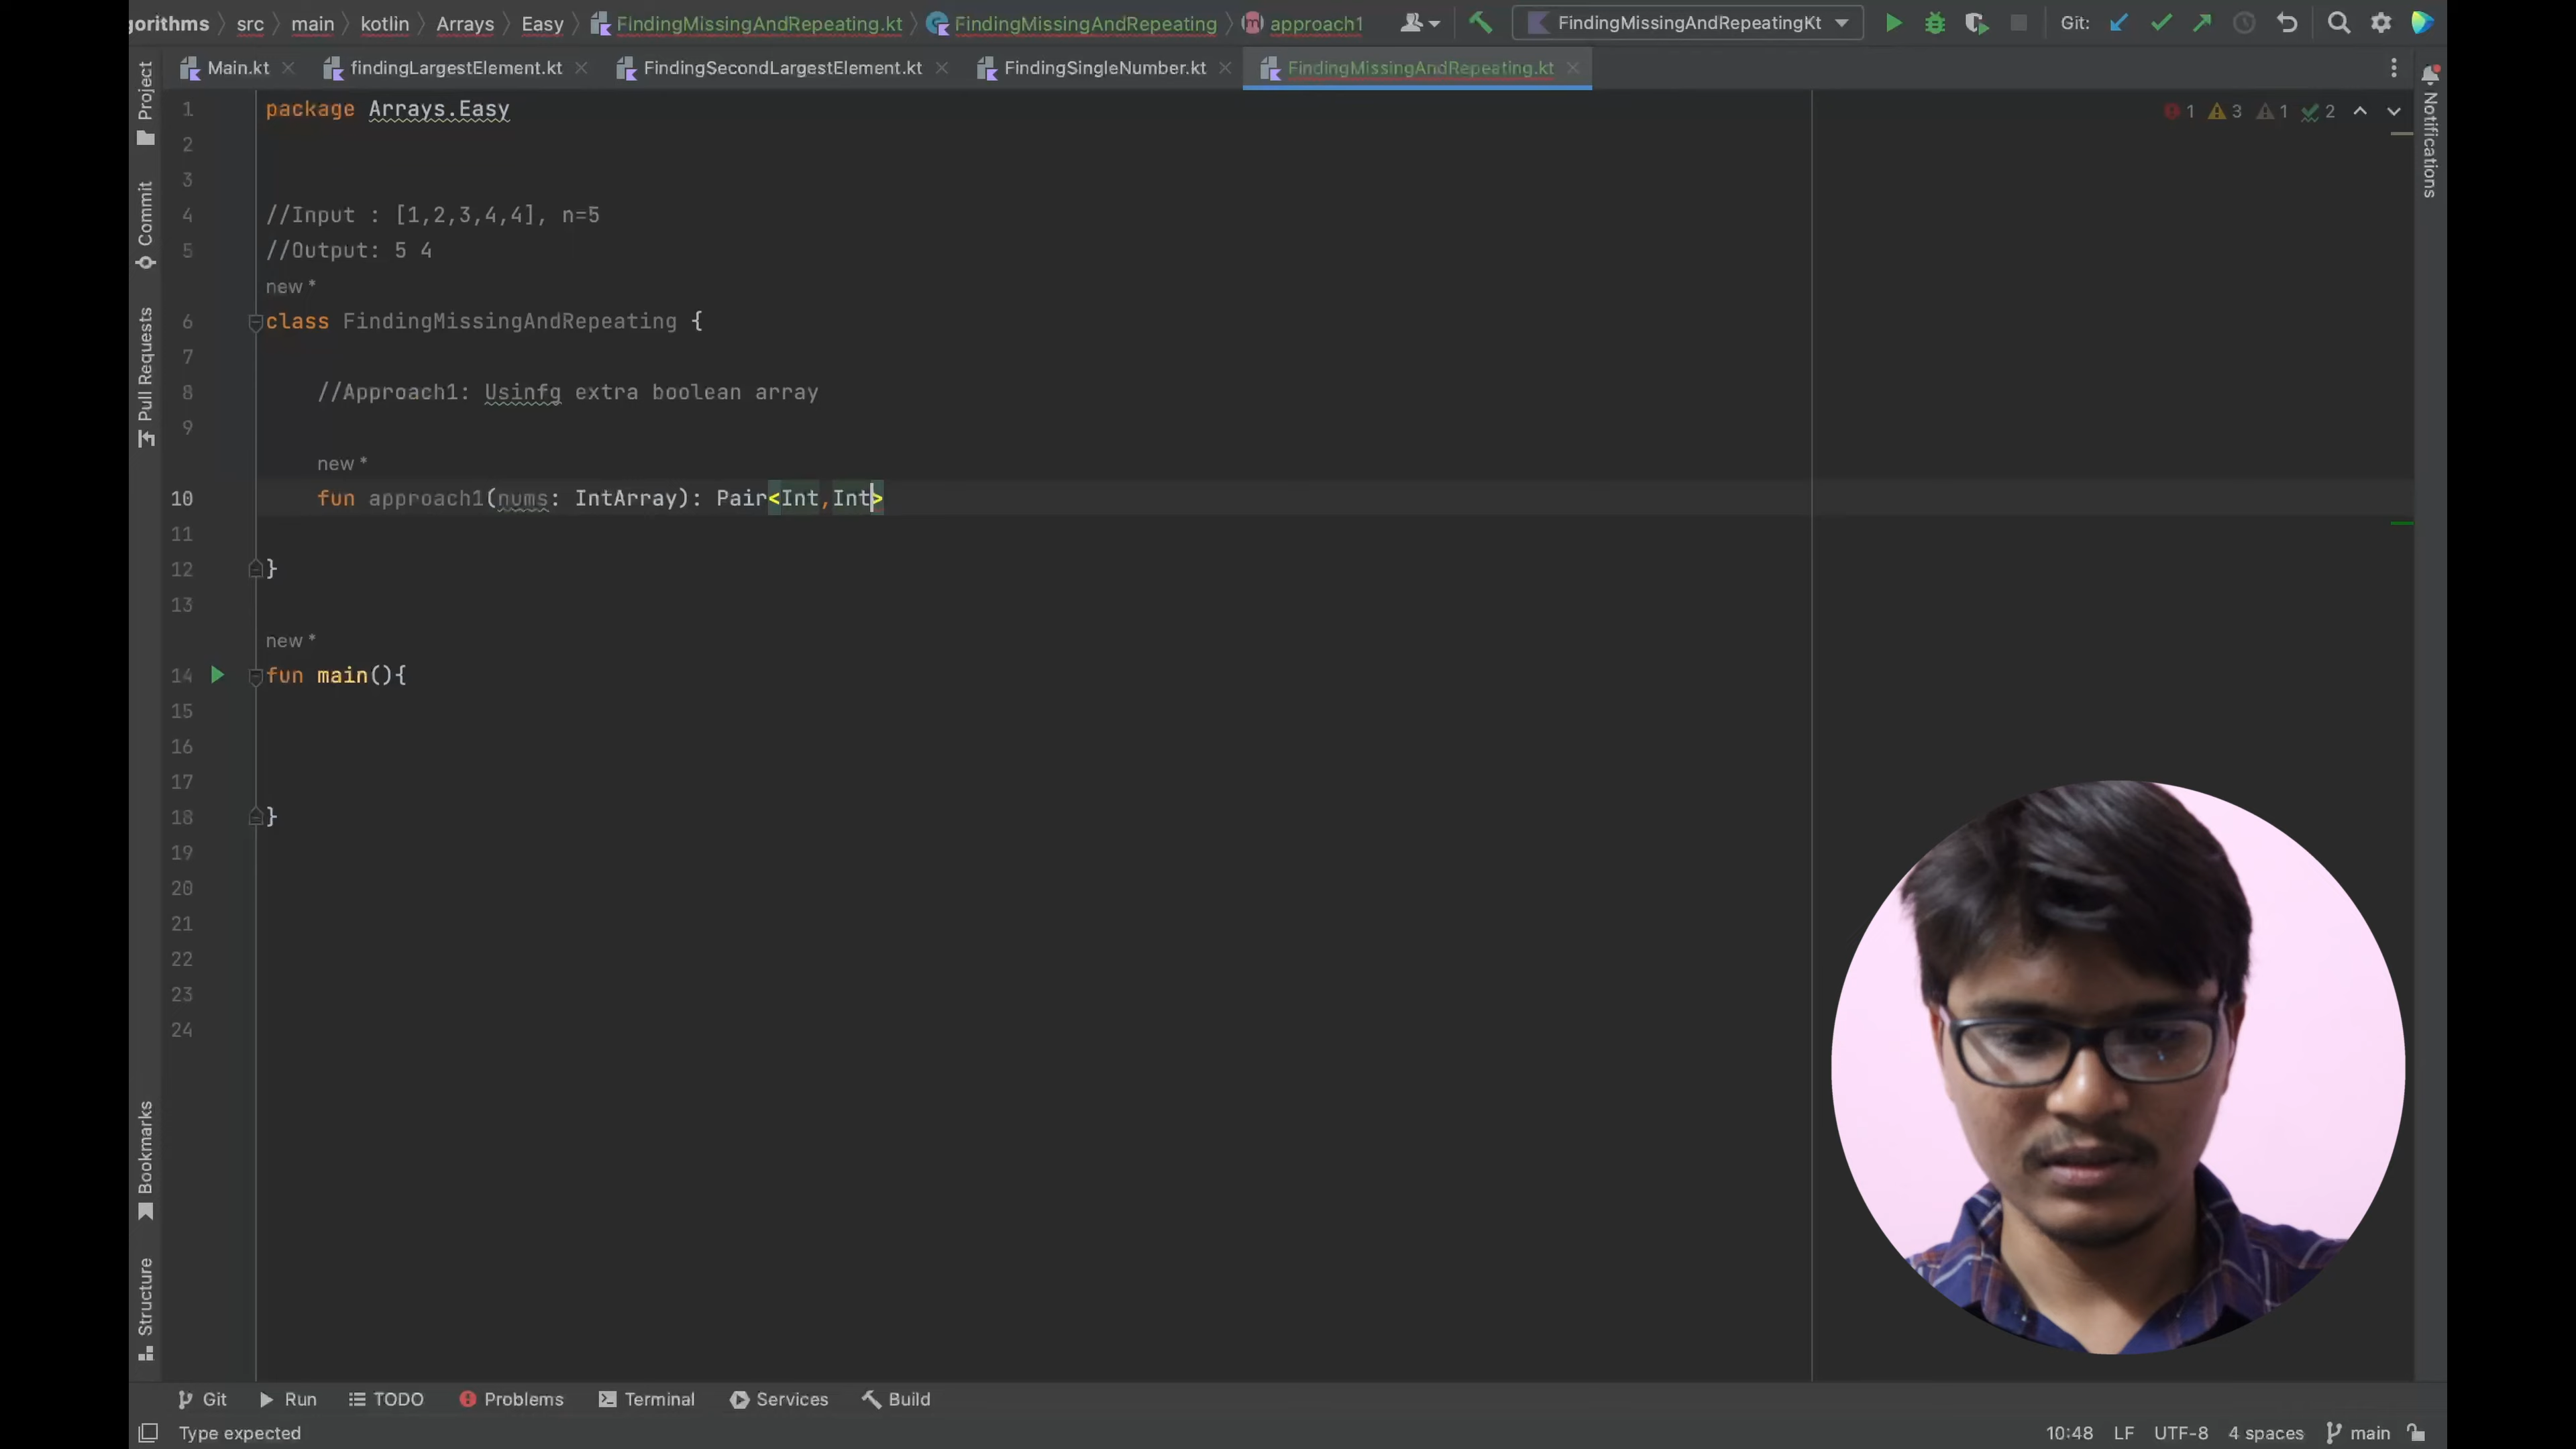 gorithms src main kotlin Arrays Easy FindingMissingAndRepeating.kt FindingMissingAndRepeating approach1 FindingMissingAndRepeatingKt Git:
Main.kt findingLargestElement.kt FindingSecondLargestElement.kt FindingSingleNumber.kt FindingMissingAndRepeating.kt
Project
Commit
Pull Requests
Bookmarks
Structure
Notifications
1 3 1 2
1 package Arrays.Easy
2
3
4 //Input : [1,2,3,4,4], n=5
5 //Output: 5 4
new *
6 class FindingMissingAndRepeating {
7
8 //Approach1: Usinfg extra boolean array
9
new *
10 fun approach1(nums: IntArray): Pair<Int,Int>
11
12 }
13
new *
14 fun main(){
15
16
17
18 }
19
20
21
22
23
24
Git Run TODO Problems Terminal Services Build
Type expected 10:48 LF UTF-8 4 spaces main